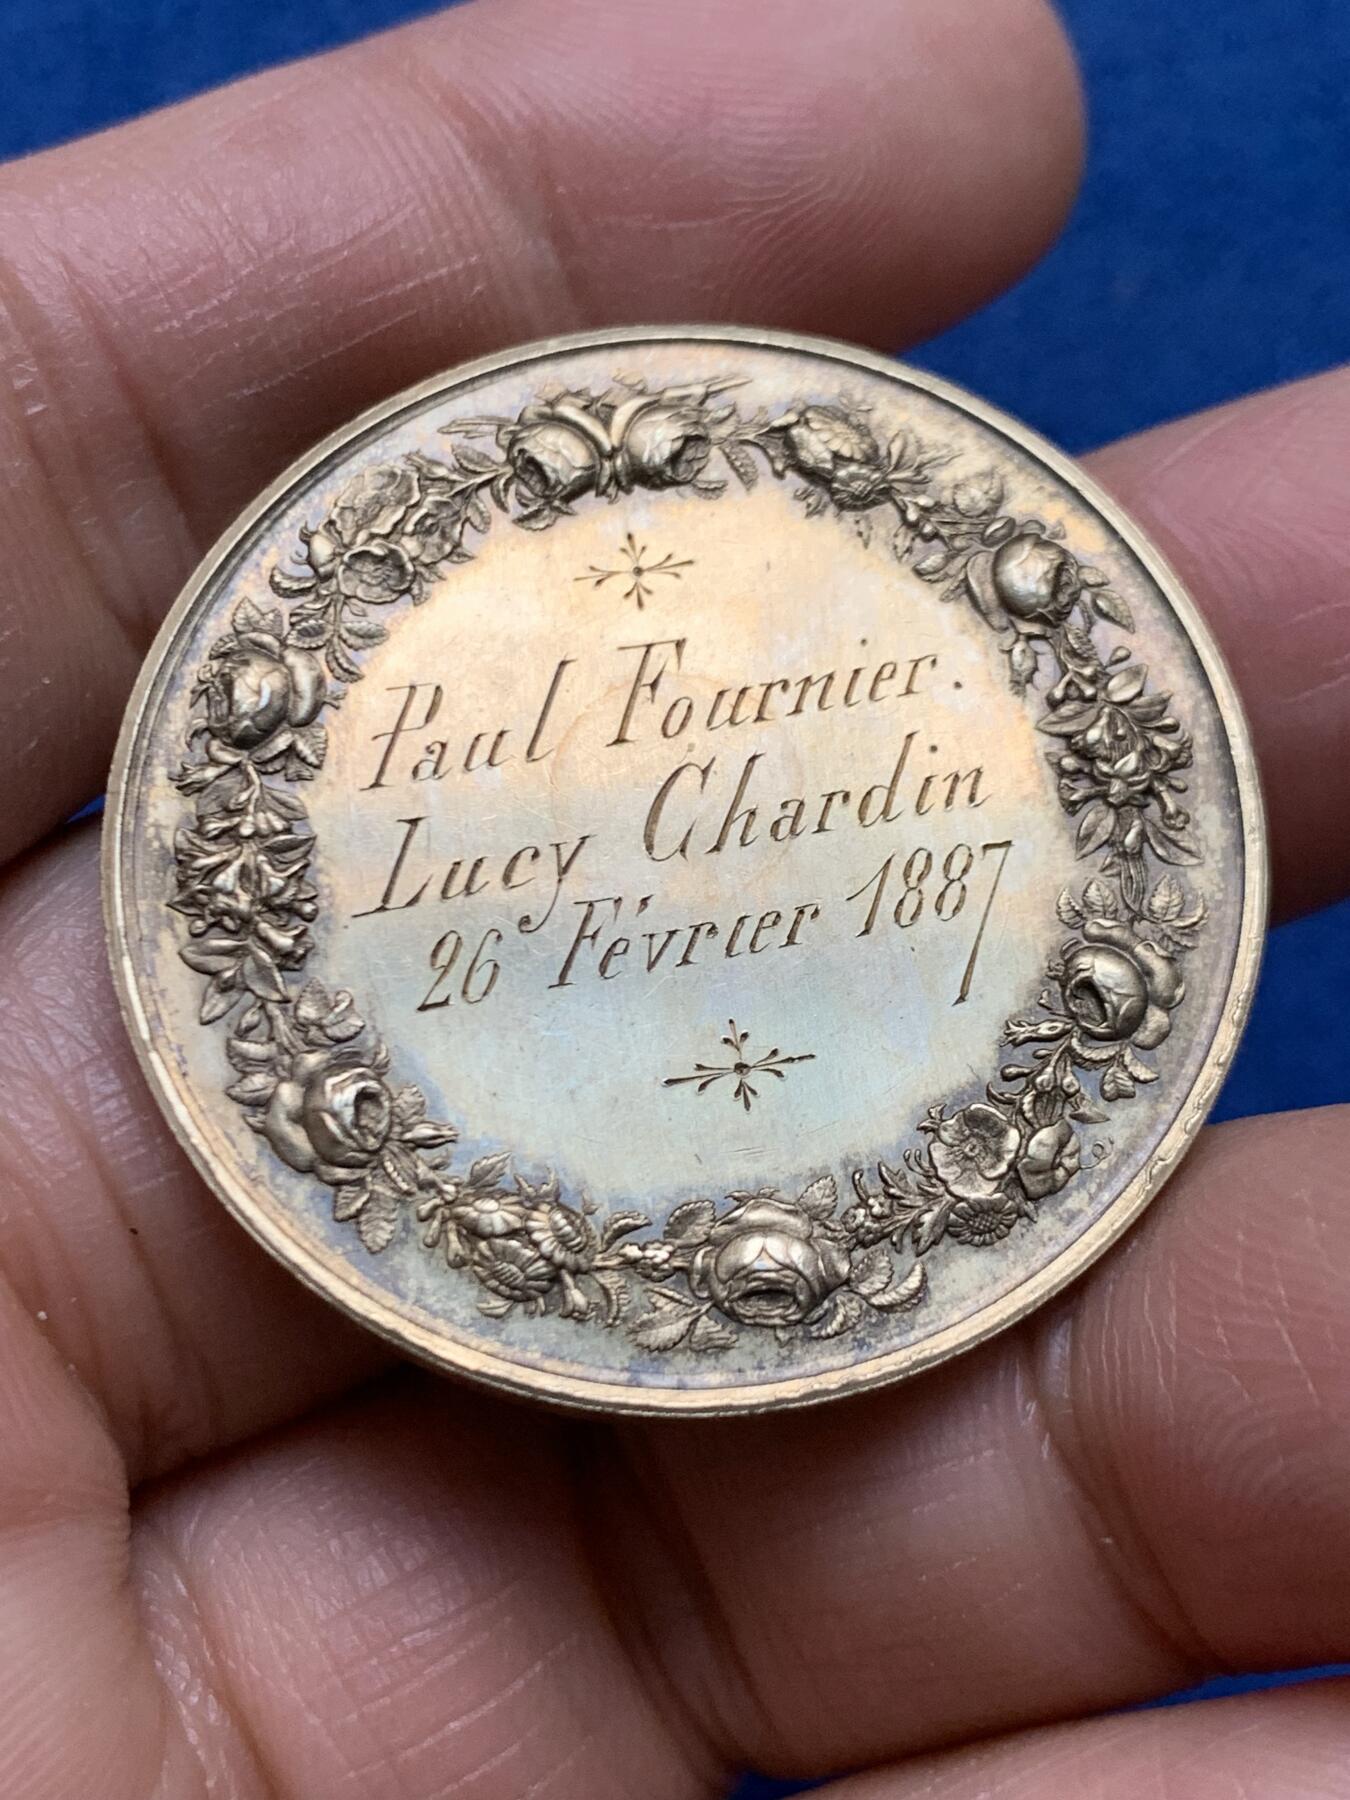 Paul Fournier.
Lucy Chardin
26 Février 1887